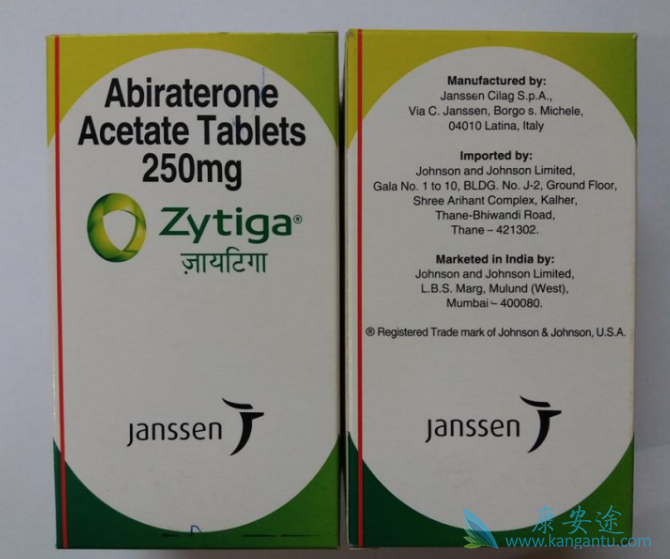 Abiraterone
Acetate Tablets
250mg
Zytiga®
ज़ायटिगा
janssen
Manufactured by:
Janssen Cilag S.p.A.,
Via C. Janssen, Borgo s. Michele,
04010 Latina, Italy
Imported by:
Johnson and Johnson Limited,
Gala No. 1 to 10, BLDG. No. J-2, Ground Floor,
Shree Arihant Complex, Kalher,
Thane-Bhiwandi Road,
Thane – 421302.
Marketed in India by:
Johnson and Johnson Limited,
L.B.S. Marg, Mulund (West),
Mumbai – 400080.
® Registered Trade mark of Johnson & Johnson, U.S.A.
janssen
康安途
www.kangantu.com